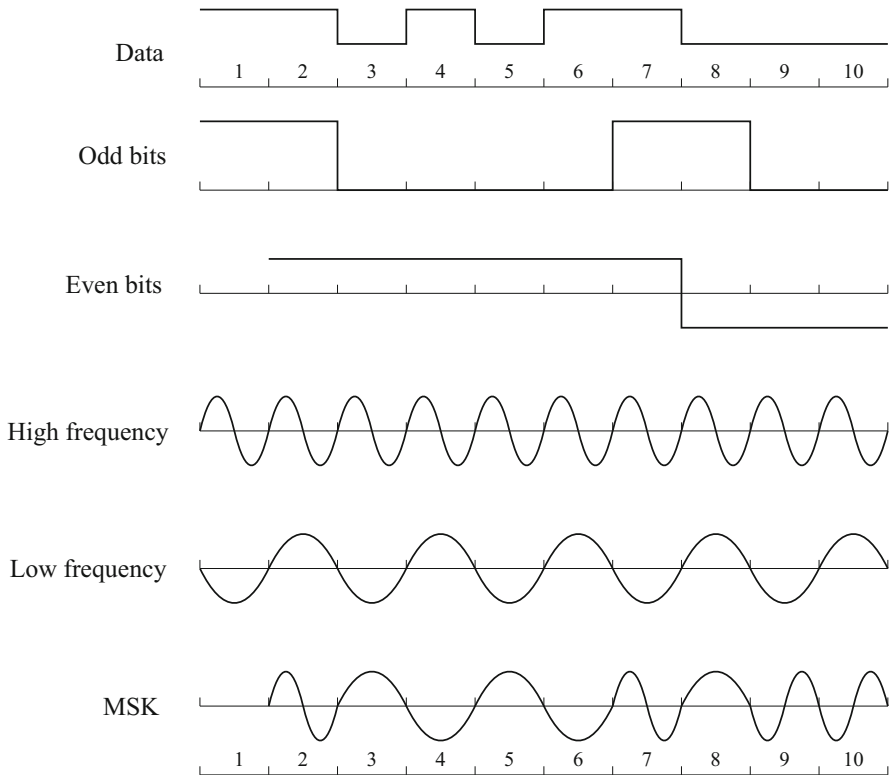 Data
1 2 3 4 5 6 7 8 9 10
Odd bits
Even bits
High frequency
Low frequency
MSK
1 2 3 4 5 6 7 8 9 10